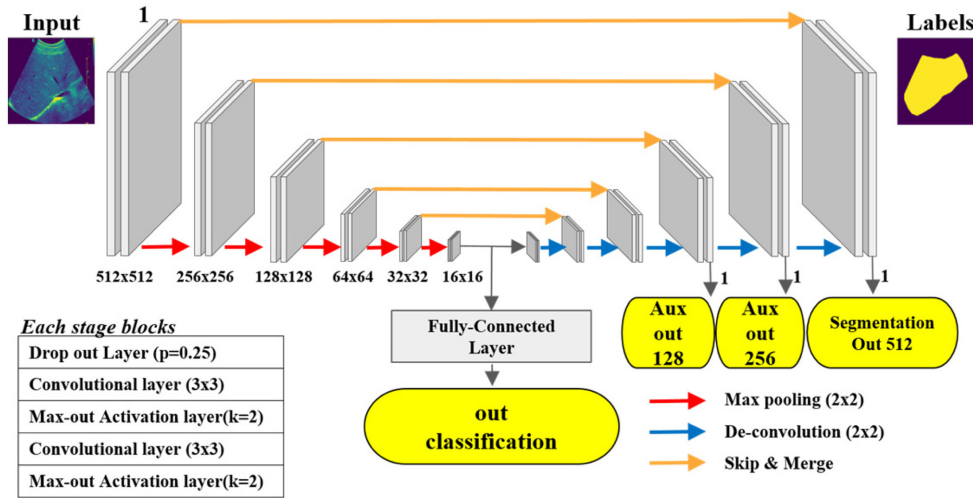 Input
1
Labels
512x512
256x256
128x128
64x64
32x32
16x16
1
1
1
Each stage blocks
Drop out Layer (p=0.25)
Convolutional layer (3x3)
Max-out Activation layer(k=2)
Convolutional layer (3x3)
Max-out Activation layer(k=2)
Fully-Connected
Layer
out
classification
Aux
out
128
Aux
out
256
Segmentation
Out 512
Max pooling (2x2)
De-convolution (2x2)
Skip & Merge